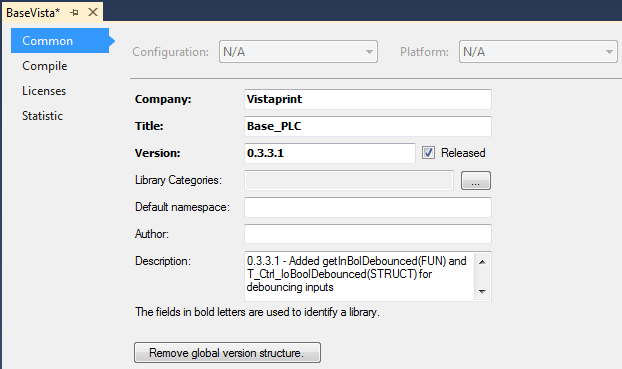 BaseVista*
Common
Compile
Licenses
Statistic
Configuration: N/A Platform: N/A
Company: Vistaprint
Title: Base_PLC
Version: 0.3.3.1 Released
Library Categories: ...
Default namespace:
Author:
Description: 0.3.3.1 - Added getInBolDebounced(FUN) and
T_Ctrl_IoBoolDebounced(STRUCT) for
debouncing inputs
The fields in bold letters are used to identify a library.
Remove global version structure.